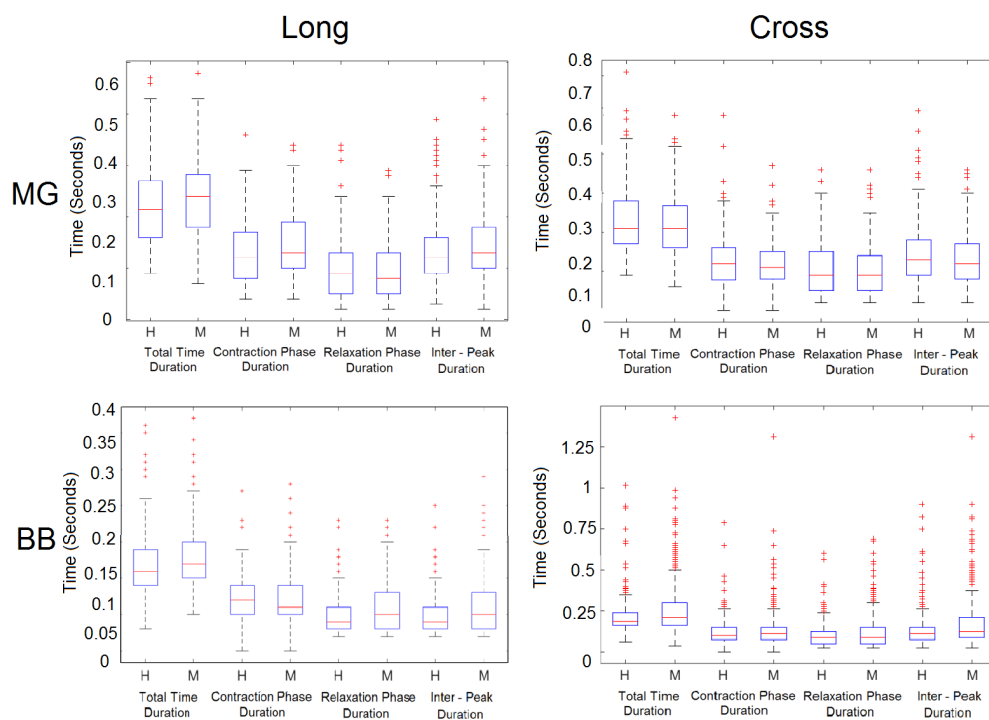 Long
Cross
MG
Time (Seconds)
0.6
0.5
0.4
0.3
0.2
0.1
0
H M H M H M H M
Total Time Duration
Contraction Phase Duration
Relaxation Phase Duration
Inter - Peak Duration
Time (Seconds)
0.8
0.7
0.6
0.5
0.4
0.3
0.2
0.1
0
H M H M H M H M
Total Time Duration
Contraction Phase Duration
Relaxation Phase Duration
Inter - Peak Duration
BB
Time (Seconds)
0.4
0.35
0.3
0.25
0.2
0.15
0.1
0.05
0
H M H M H M H M
Total Time Duration
Contraction Phase Duration
Relaxation Phase Duration
Inter - Peak Duration
Time (Seconds)
1.25
1
0.75
0.5
0.25
0
H M H M H M H M
Total Time Duration
Contraction Phase Duration
Relaxation Phase Duration
Inter - Peak Duration